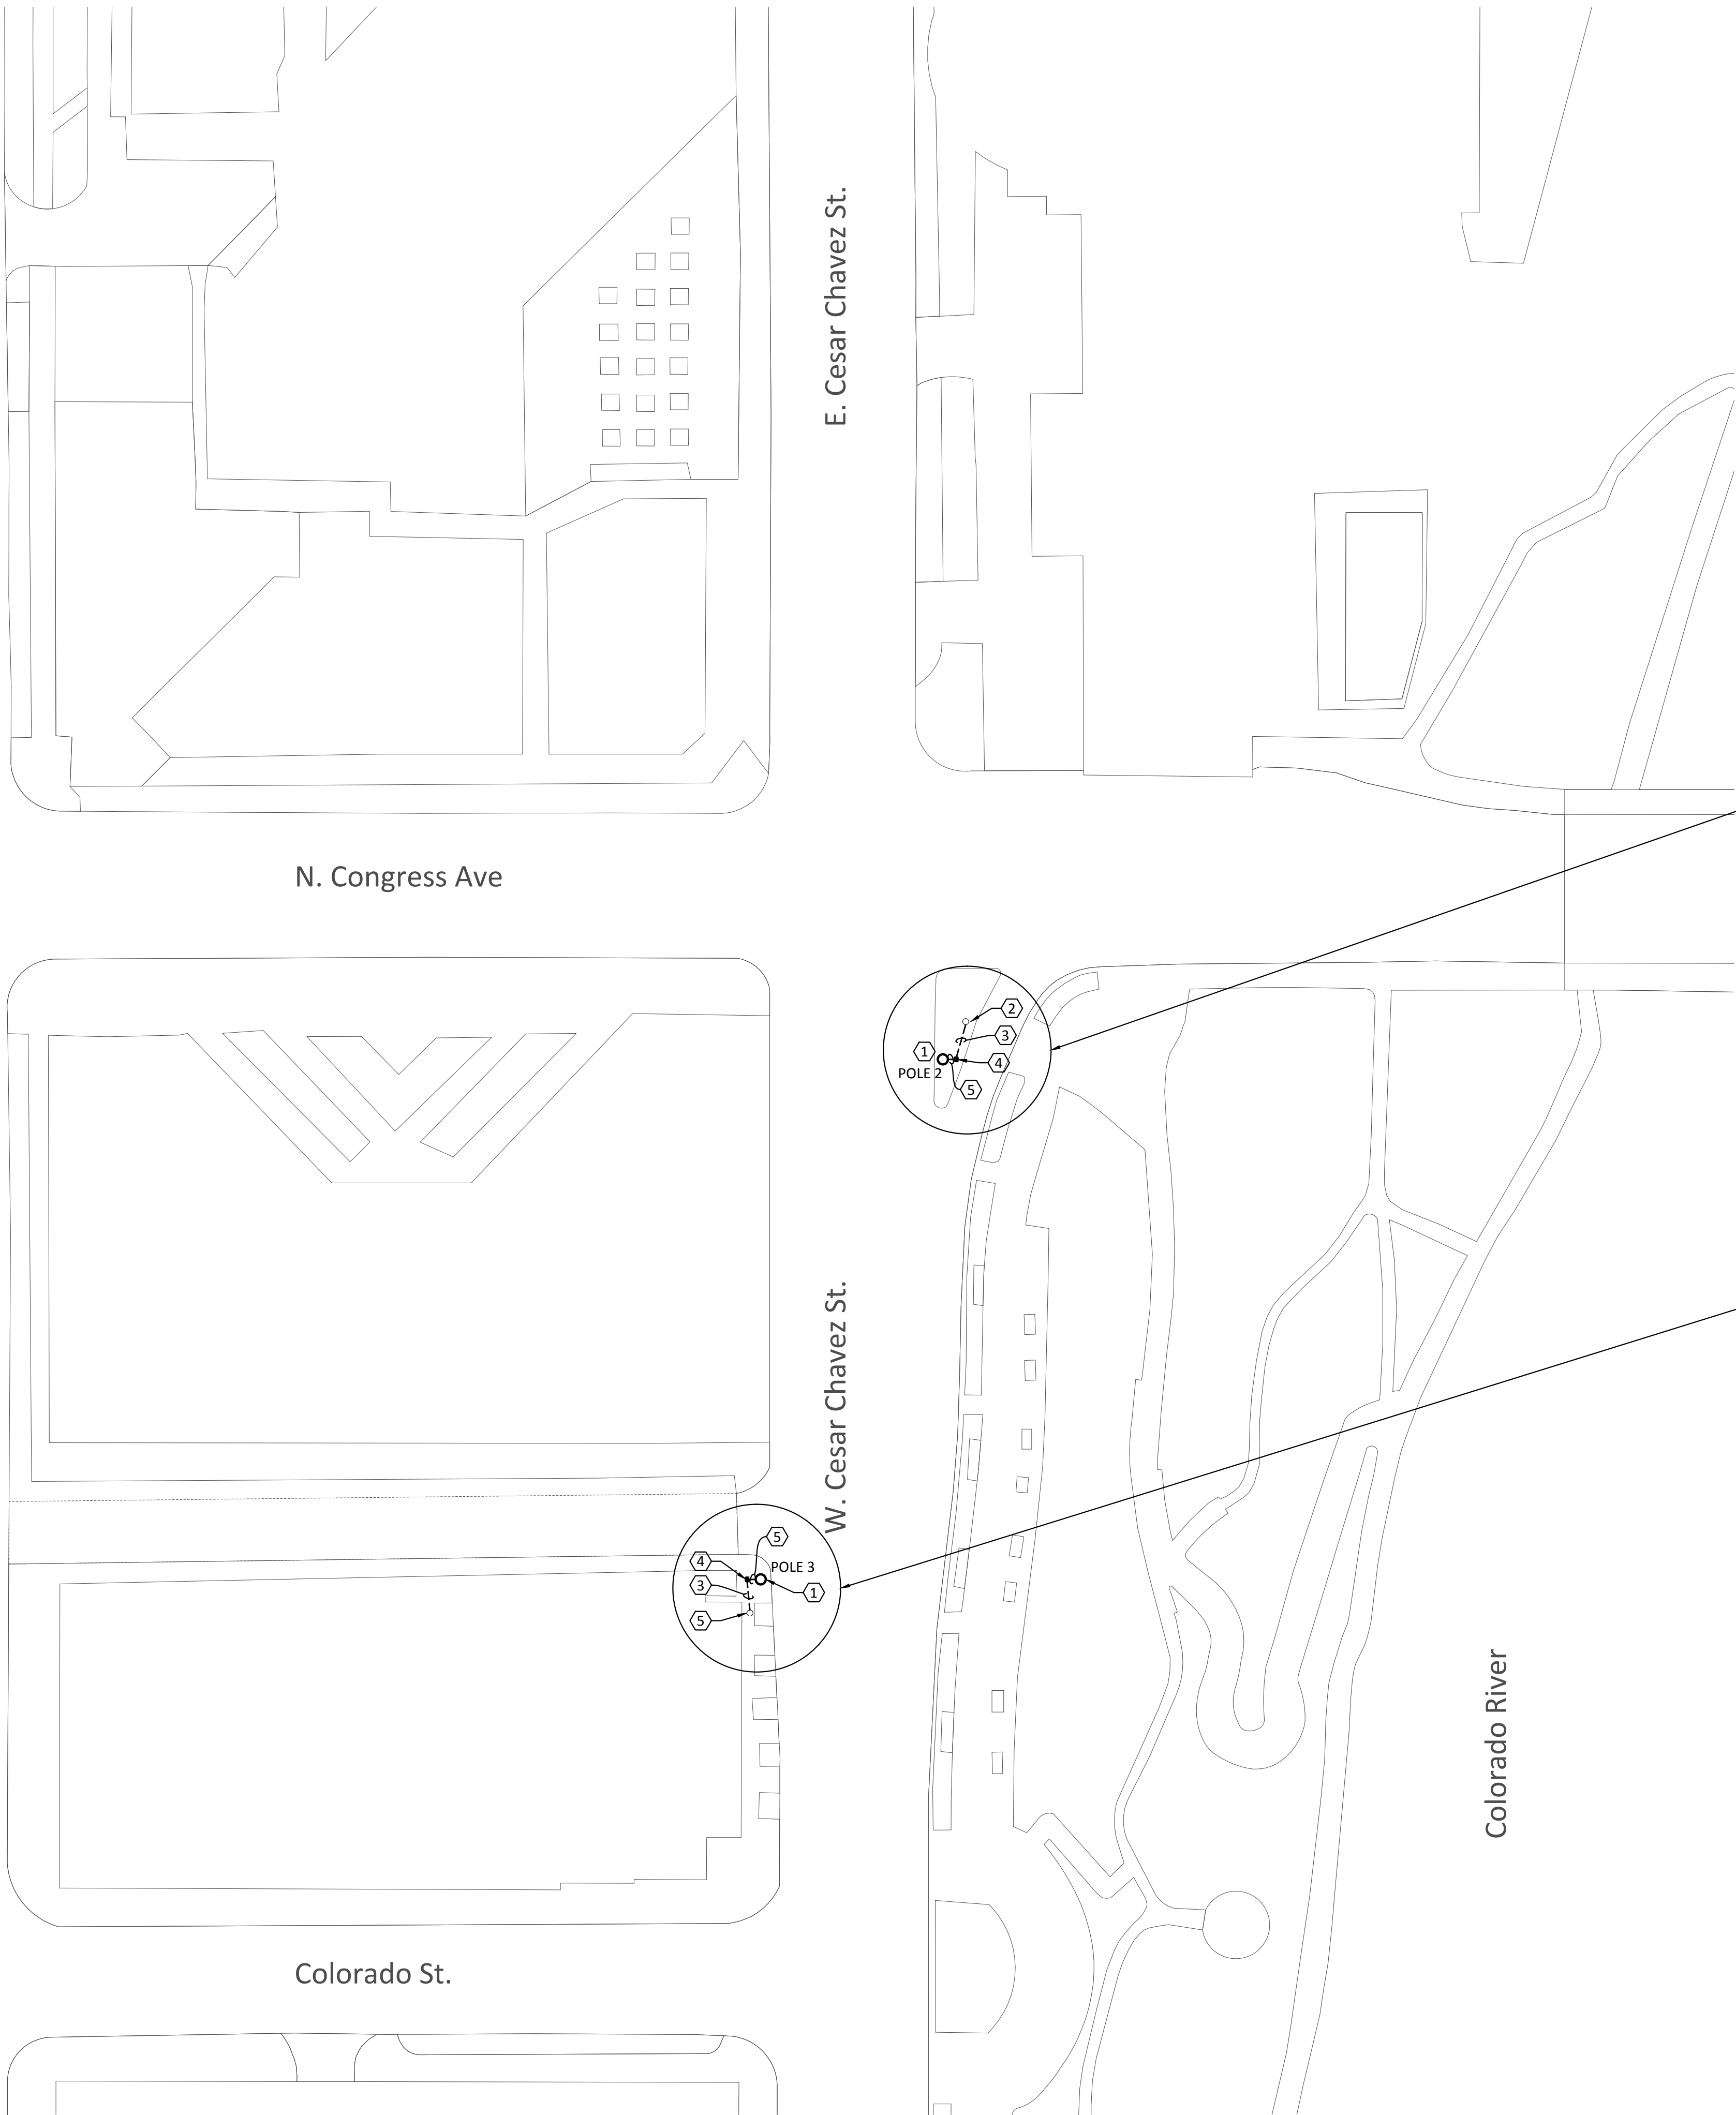 E. Cesar Chavez St.
N. Congress Ave
2
3
1
4
POLE 2
5
W. Cesar Chavez St.
5
4
POLE 3
3
1
5
Colorado River
Colorado St.